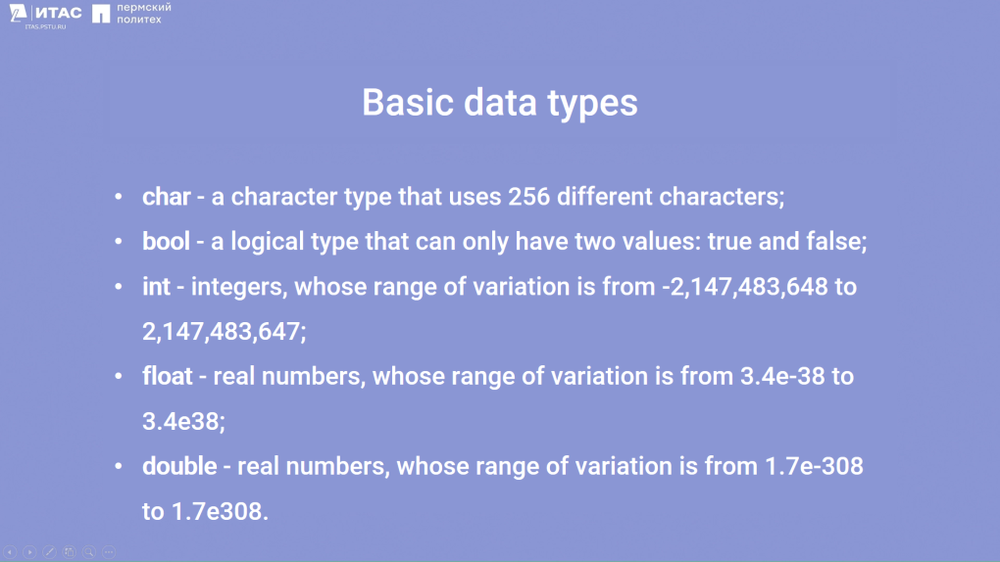 ИТАС
ITAS.PSTU.RU
пермский
политех
Basic data types
• char - a character type that uses 256 different characters;
• bool - a logical type that can only have two values: true and false;
• int - integers, whose range of variation is from -2,147,483,648 to
2,147,483,647;
• float - real numbers, whose range of variation is from 3.4e-38 to
3.4e38;
• double - real numbers, whose range of variation is from 1.7e-308
to 1.7e308.